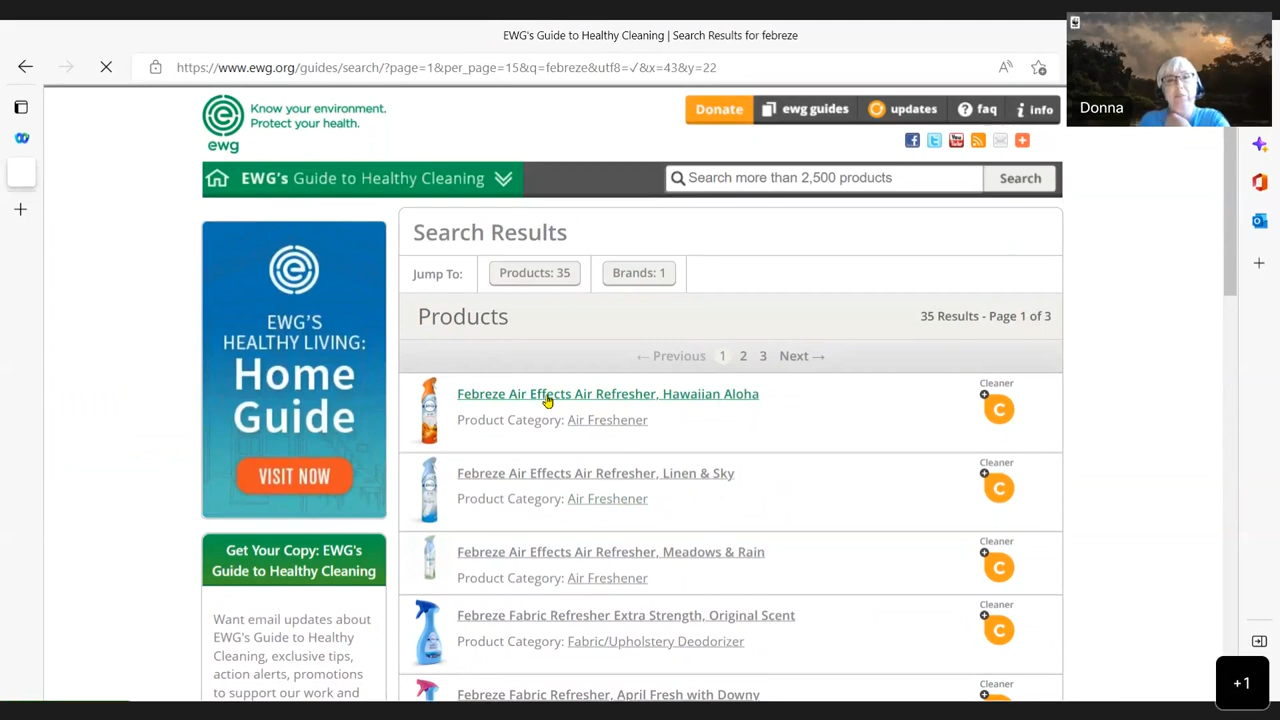 EWG's Guide to Healthy Cleaning | Search Results for febreze
https://www.ewg.org/guides/search/?page=1&per_page=15&q=febreze&utf8=✓&x=43&y=22
Donna
ewg
Know your environment.
Protect your health.
Donate
ewg guides
updates
faq
info
EWG's Guide to Healthy Cleaning
Search more than 2,500 products
Search
EWG'S
HEALTHY LIVING:
Home
Guide
VISIT NOW
Get Your Copy: EWG's
Guide to Healthy Cleaning
Want email updates about
EWG's Guide to Healthy
Cleaning, exclusive tips,
action alerts, promotions
to support our work and
Search Results
Jump To:
Products: 35
Brands: 1
Products
35 Results - Page 1 of 3
← Previous 1 2 3 Next →
Febreze Air Effects Air Refresher, Hawaiian Aloha
Product Category: Air Freshener
Cleaner
C
Febreze Air Effects Air Refresher, Linen & Sky
Product Category: Air Freshener
Cleaner
C
Febreze Air Effects Air Refresher, Meadows & Rain
Product Category: Air Freshener
Cleaner
C
Febreze Fabric Refresher Extra Strength, Original Scent
Product Category: Fabric/Upholstery Deodorizer
Cleaner
C
Febreze Fabric Refresher, April Fresh with Downy
Cleaner
C
+1